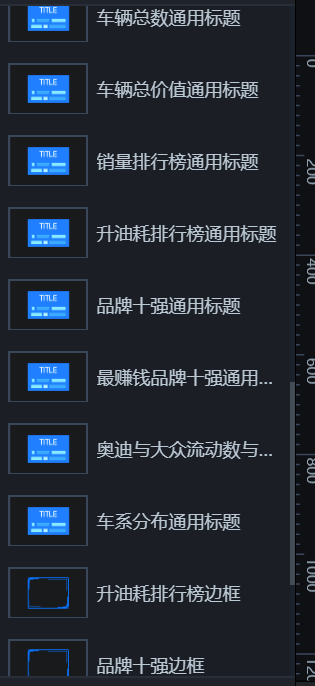 TITLE
车辆总数通用标题
TITLE
车辆总价值通用标题
TITLE
销量排行榜通用标题
TITLE
升油耗排行榜通用标题
TITLE
品牌十强通用标题
TITLE
最赚钱品牌十强通用...
TITLE
奥迪与大众流动数与...
TITLE
车系分布通用标题
升油耗排行榜边框
品牌十强边框
0
200
400
600
800
1000